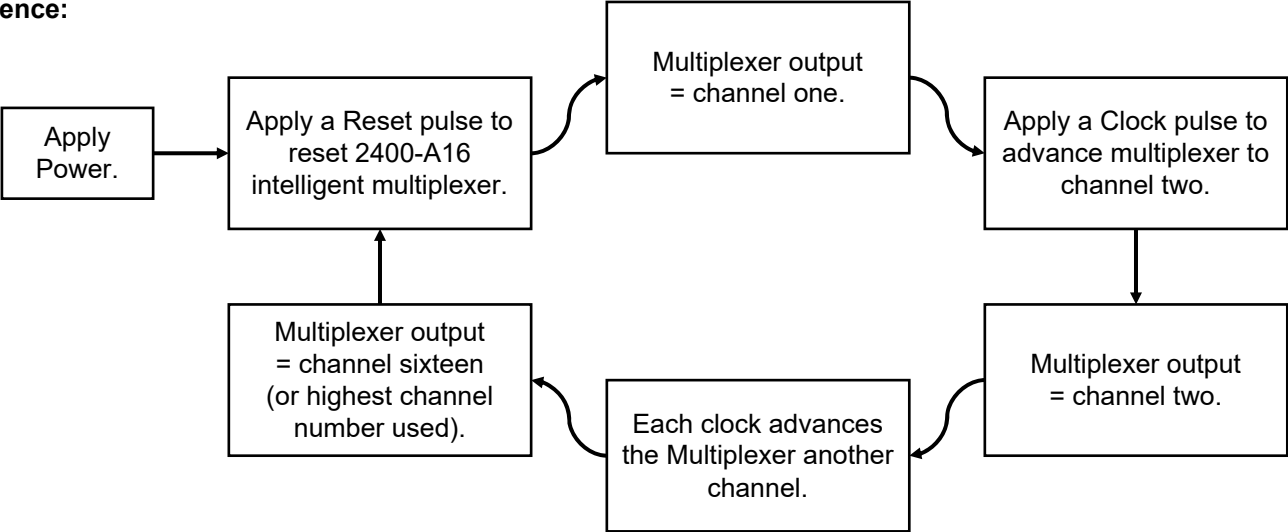 ence:
Apply
Power.
Apply a Reset pulse to
reset 2400-A16
intelligent multiplexer.
Multiplexer output
= channel one.
Apply a Clock pulse to
advance multiplexer to
channel two.
Multiplexer output
= channel two.
Each clock advances
the Multiplexer another
channel.
Multiplexer output
= channel sixteen
(or highest channel
number used).